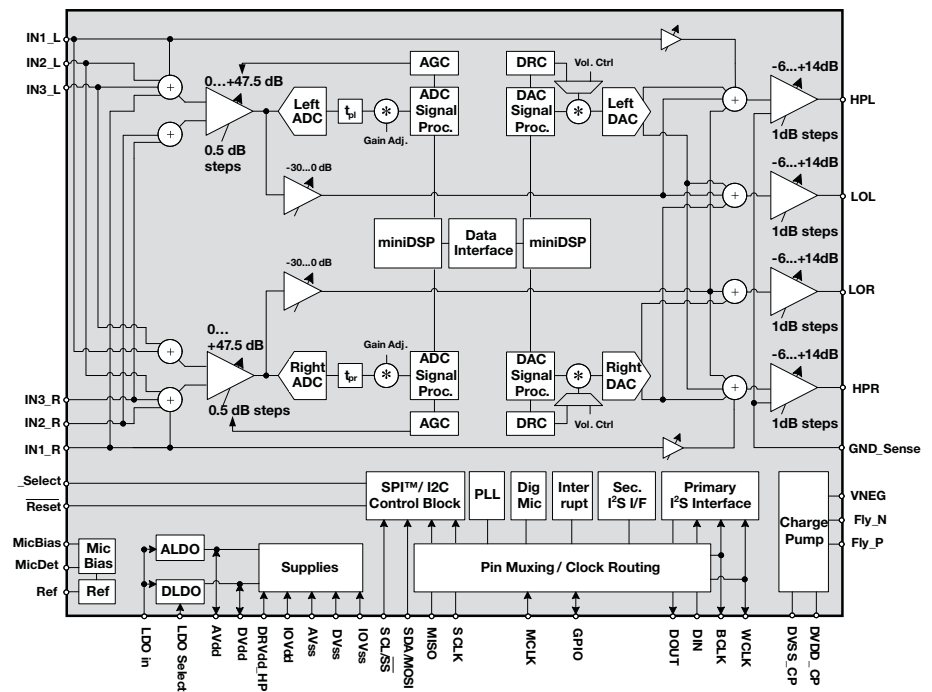 IN1_L
IN2_L
IN3_L
0…+47.5 dB
0.5 dB
steps
Left
ADC
tpl
*
Gain Adj.
AGC
ADC
Signal
Proc.
DRC
DAC
Signal
Proc.
Vol. Ctrl
*
Left
DAC
+
+
+
-6...+14dB
HPL
1dB steps
-30...0 dB
+
-6...+14dB
LOL
1dB steps
miniDSP
Data
Interface
miniDSP
-30...0 dB
+
-6...+14dB
LOR
1dB steps
0…
+47.5 dB
0.5 dB steps
+
+
Right
ADC
tpr
*
Gain Adj.
ADC
Signal
Proc.
AGC
DAC
Signal
Proc.
DRC
*
Vol. Ctrl
Right
DAC
+
-6...+14dB
HPR
1dB steps
IN3_R
IN2_R
IN1_R
GND_Sense
_Select
Reset
SPI™/ I2C
Control Block
PLL
Dig
Mic
Inter
rupt
Sec.
I²S I/F
Primary
I²S Interface
Charge
Pump
VNEG
Fly_N
Fly_P
MicBias
MicDet
Ref
Mic
Bias
Ref
ALDO
DLDO
Supplies
Pin Muxing / Clock Routing
LDO in
LDO Select
AVdd
DVdd
DRVdd_HP
IOVdd
AVss
DVss
IOVss
SCL/SS
SDA/MOSI
MISO
SCLK
MCLK
GPIO
DOUT
DIN
BCLK
WCLK
DVSS_CP
DVDD_CP